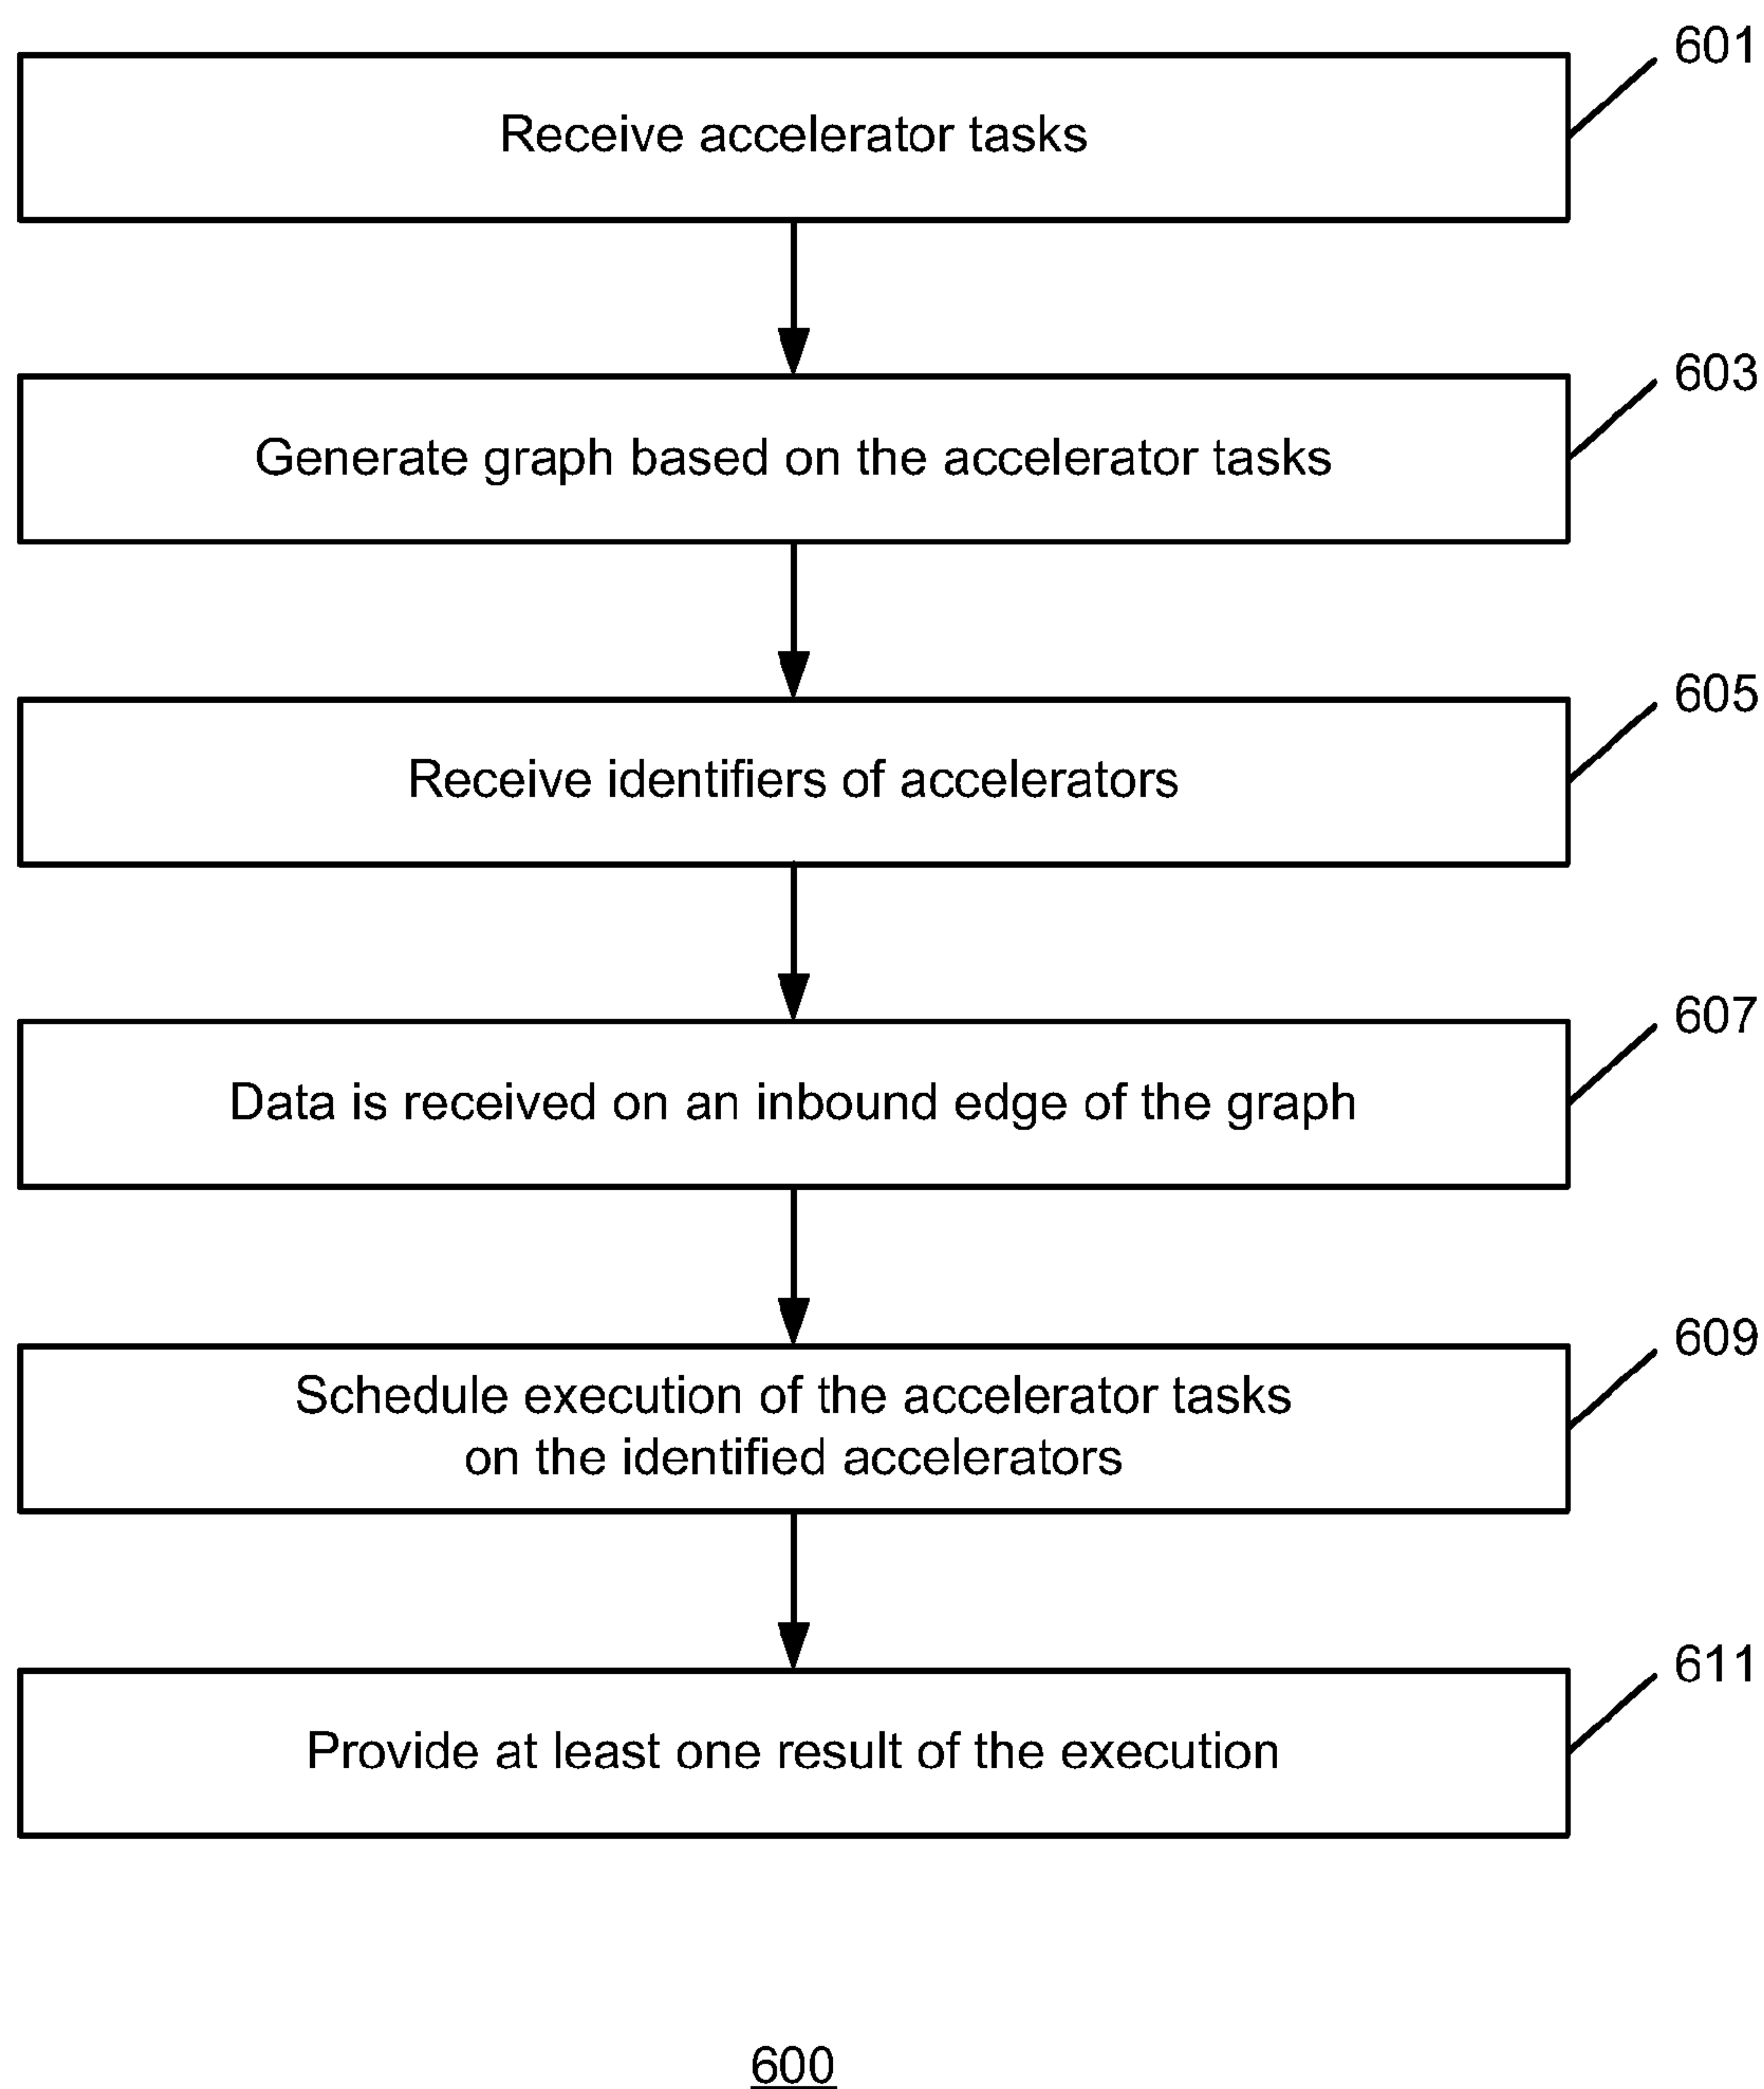 601
Receive accelerator tasks
603
Generate graph based on the accelerator tasks
605
Receive identifiers of accelerators
607
Data is received on an inbound edge of the graph
609
Schedule execution of the accelerator tasks
on the identified accelerators
611
Provide at least one result of the execution
600